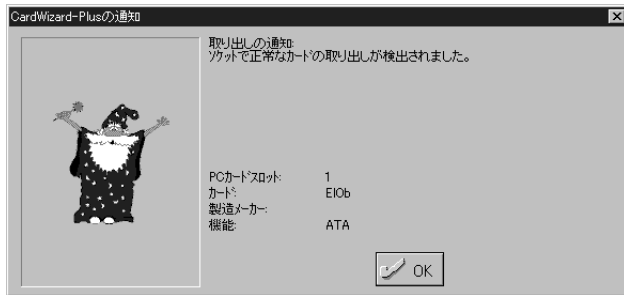 CardWizard-Plusの通知
取り出しの通知:
ソケットで正常なカードの取り出しが検出されました。
PCカードスロット: 1
カード: EIOb
製造メーカー:
機能: ATA
OK